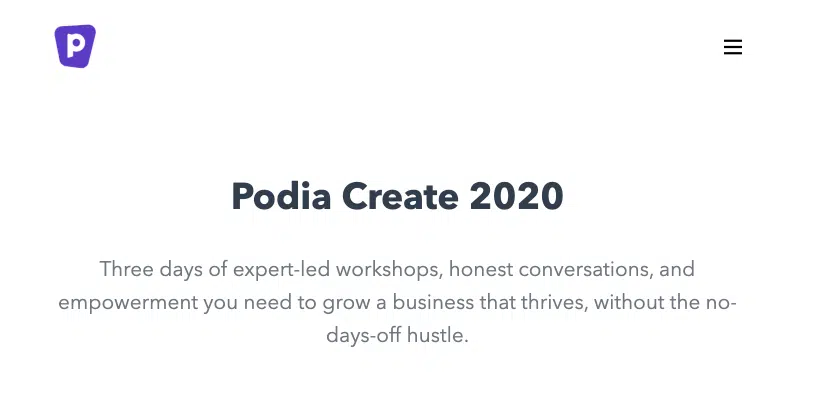 P
Podia Create 2020
Three days of expert-led workshops, honest conversations, and
empowerment you need to grow a business that thrives, without the no-
days-off hustle.